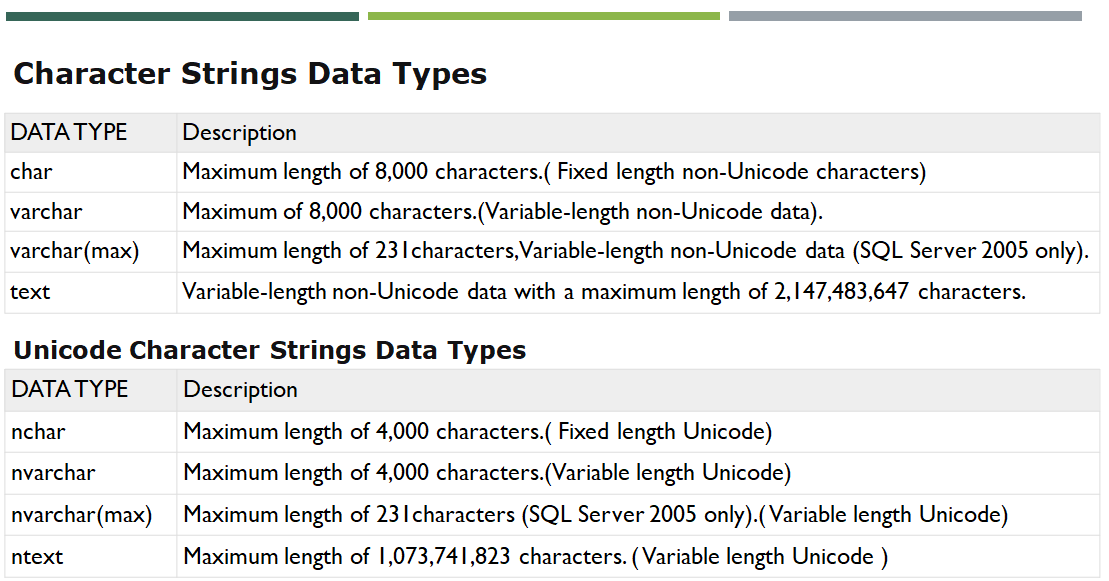 Character Strings Data Types
DATA TYPE Description
char Maximum length of 8,000 characters.( Fixed length non-Unicode characters)
varchar Maximum of 8,000 characters.(Variable-length non-Unicode data).
varchar(max) Maximum length of 231characters,Variable-length non-Unicode data (SQL Server 2005 only).
text Variable-length non-Unicode data with a maximum length of 2,147,483,647 characters.
Unicode Character Strings Data Types
DATA TYPE Description
nchar Maximum length of 4,000 characters.( Fixed length Unicode)
nvarchar Maximum length of 4,000 characters.(Variable length Unicode)
nvarchar(max) Maximum length of 231characters (SQL Server 2005 only).( Variable length Unicode)
ntext Maximum length of 1,073,741,823 characters. ( Variable length Unicode )